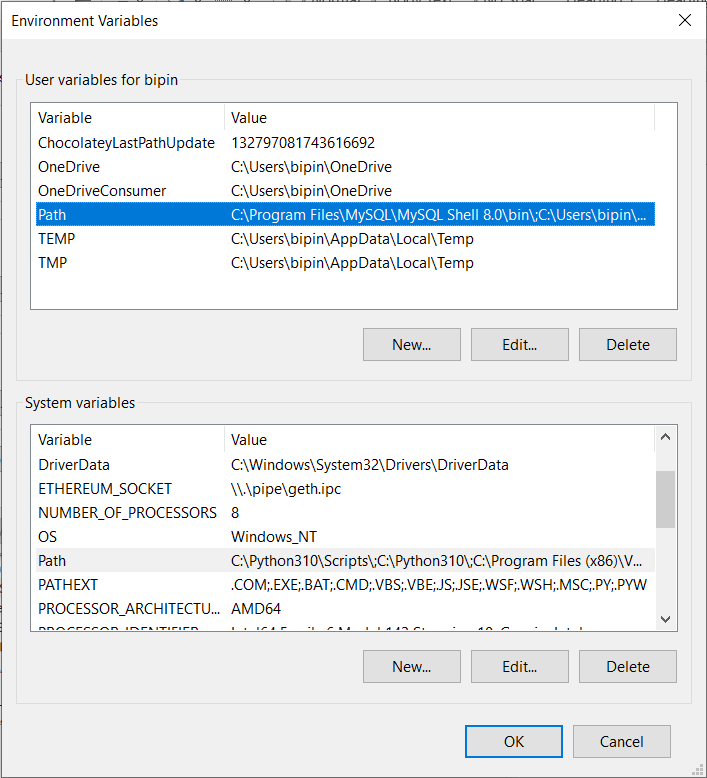 Environment Variables
User variables for bipin
Variable Value
ChocolateyLastPathUpdate 132797081743616692
OneDrive C:\Users\bipin\OneDrive
OneDriveConsumer C:\Users\bipin\OneDrive
Path C:\Program Files\MySQL\MySQL Shell 8.0\bin\;C:\Users\bipin\...
TEMP C:\Users\bipin\AppData\Local\Temp
TMP C:\Users\bipin\AppData\Local\Temp
New... Edit... Delete
System variables
Variable Value
DriverData C:\Windows\System32\Drivers\DriverData
ETHEREUM_SOCKET \\.\pipe\geth.ipc
NUMBER_OF_PROCESSORS 8
OS Windows_NT
Path C:\Python310\Scripts\;C:\Python310\;C:\Program Files (x86)\V...
PATHEXT .COM;.EXE;.BAT;.CMD;.VBS;.VBE;.JS;.JSE;.WSF;.WSH;.MSC;.PY;.PYW
PROCESSOR_ARCHITECTU... AMD64
New... Edit... Delete
OK Cancel